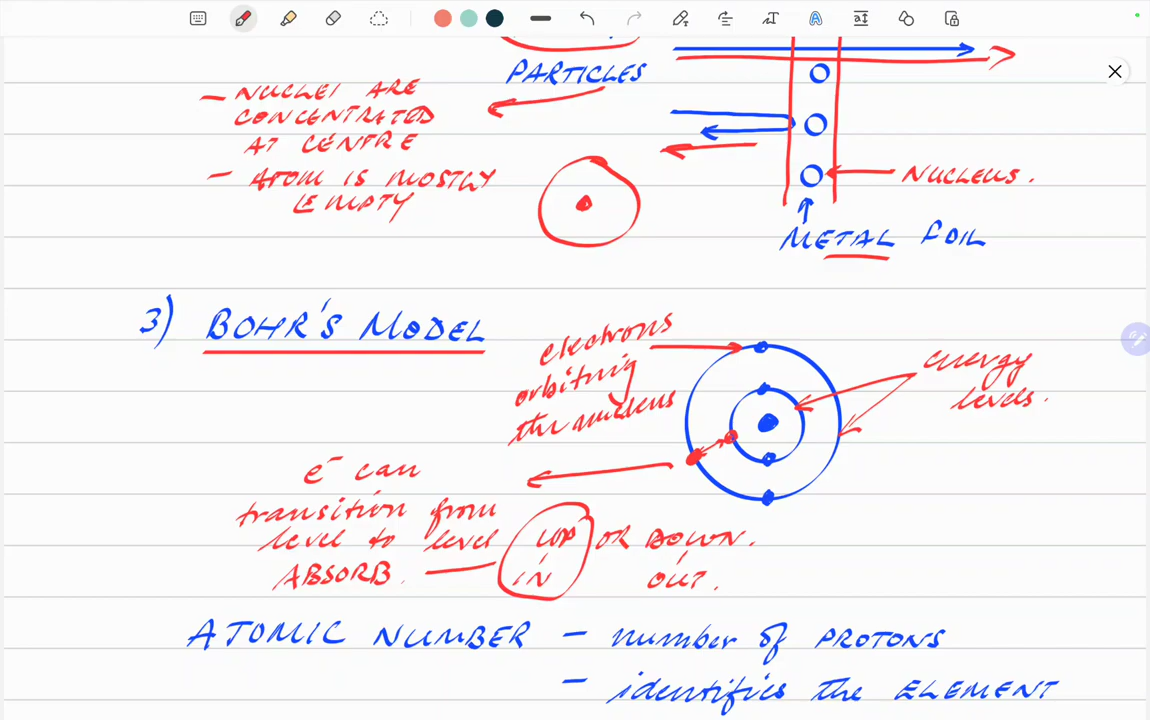 PARTICLES
- NUCLEI ARE
CONCENTRATED
AT CENTRE
- ATOM IS MOSTLY
EMPTY
NUCLEUS.
METAL FOIL
3) BOHR'S MODEL
electrons
orbiting
the nucleus
energy
levels.
e⁻ can
transition from
level to level UP OR DOWN.
ABSORB. — IN OUT.
ATOMIC NUMBER - number of PROTONS
- identifies the ELEMENT